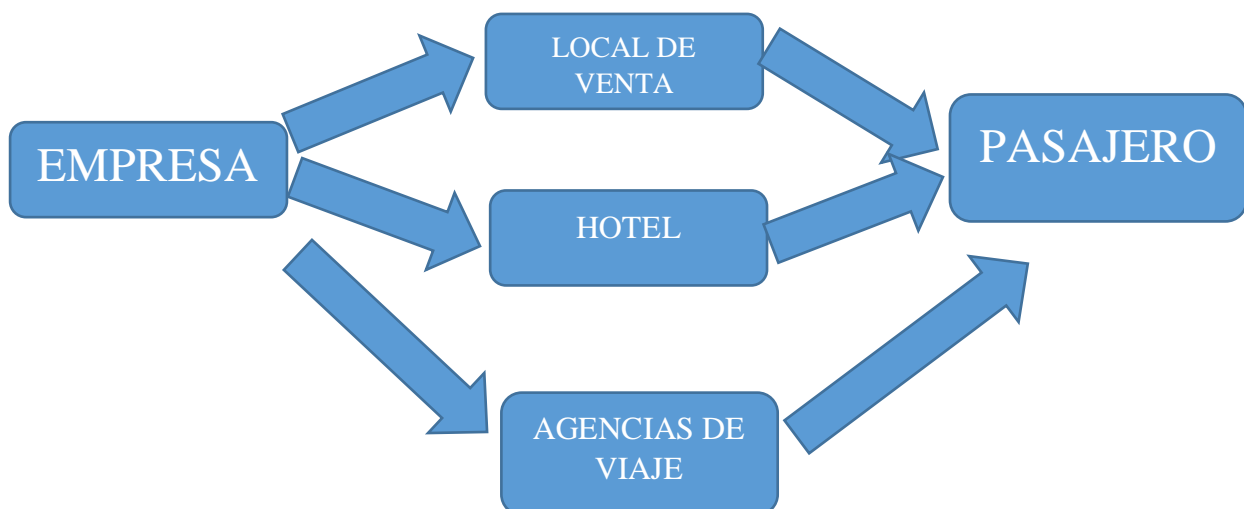 EMPRESA
LOCAL DE
VENTA
HOTEL
AGENCIAS DE
VIAJE
PASAJERO